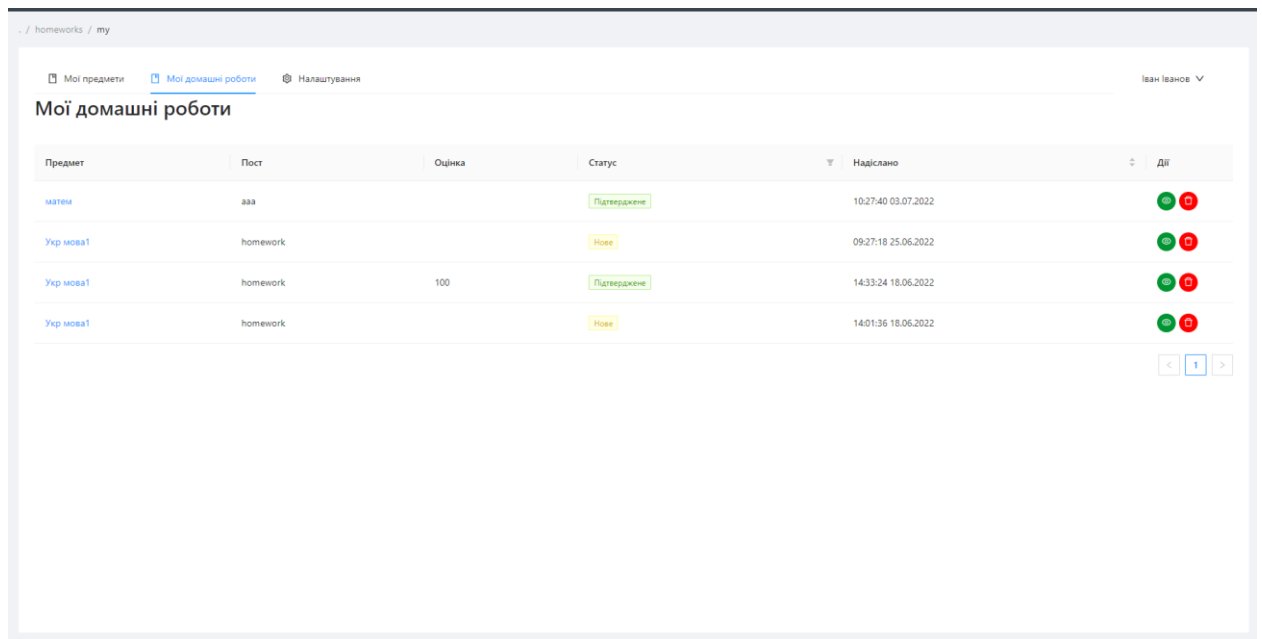 . / homeworks / my
Мої предмети Мої домашні роботи Налаштування Іван Іванов
Мої домашні роботи
Предмет Пост Оцінка Статус Надіслано Дії
матем ааа Підтверджене 10:27:40 03.07.2022
Укр мова1 homework Нове 09:27:18 25.06.2022
Укр мова1 homework 100 Підтверджене 14:33:24 18.06.2022
Укр мова1 homework Нове 14:01:36 18.06.2022
< 1 >